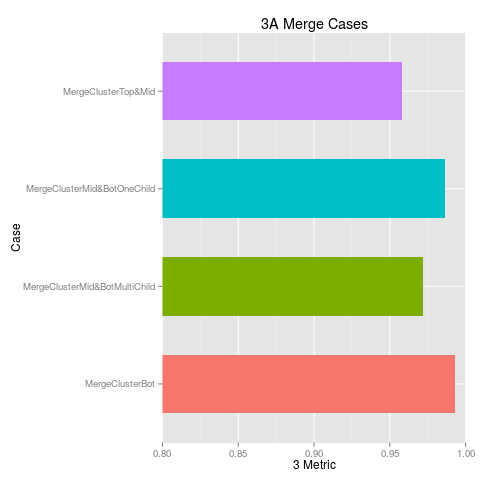 3A Merge Cases
MergeClusterTop&Mid
MergeClusterMid&BotOneChild
Case
MergeClusterMid&BotMultiChild
MergeClusterBot
0.80 0.85 0.90 0.95 1.00
3 Metric